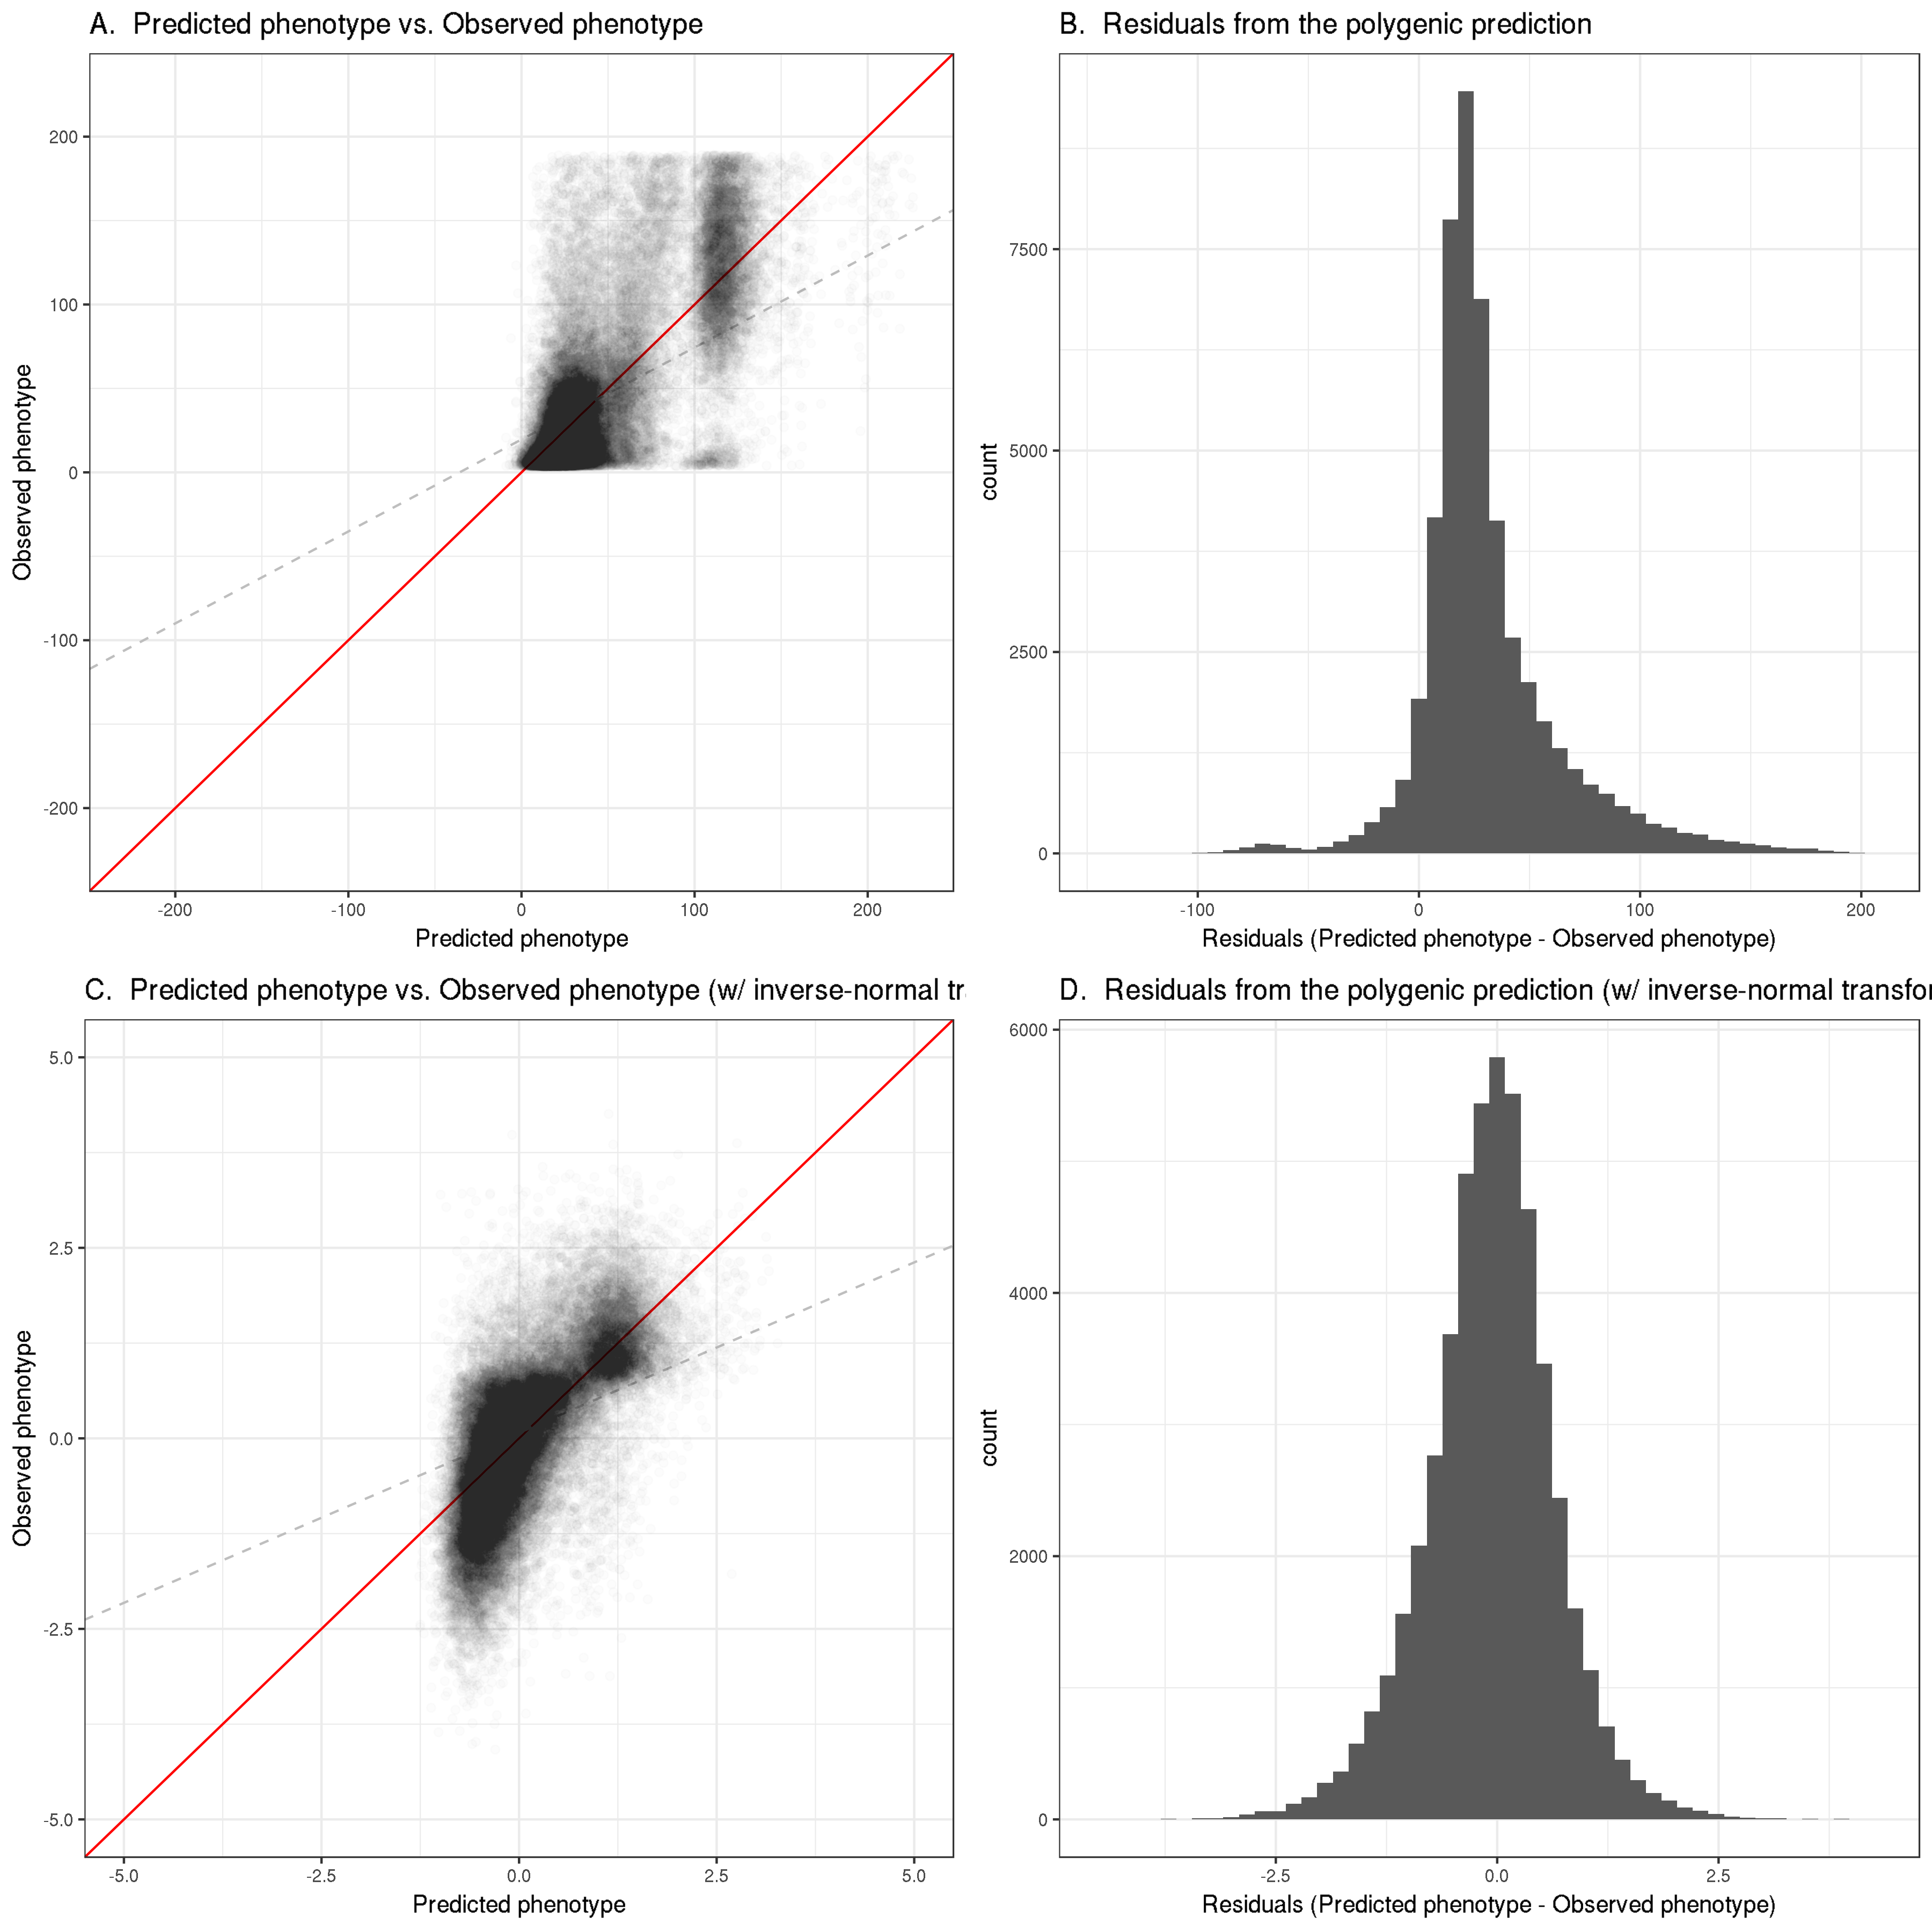 A. Predicted phenotype vs. Observed phenotype
200
100
0
-100
-200
Observed phenotype
-200 -100 0 100 200
Predicted phenotype
B. Residuals from the polygenic prediction
7500
5000
2500
0
count
-100 0 100 200
Residuals (Predicted phenotype - Observed phenotype)
C. Predicted phenotype vs. Observed phenotype (w/ inverse-normal tr
5.0
2.5
0.0
-2.5
-5.0
Observed phenotype
-5.0 -2.5 0.0 2.5 5.0
Predicted phenotype
D. Residuals from the polygenic prediction (w/ inverse-normal transfor
6000
4000
2000
0
count
-2.5 0.0 2.5
Residuals (Predicted phenotype - Observed phenotype)